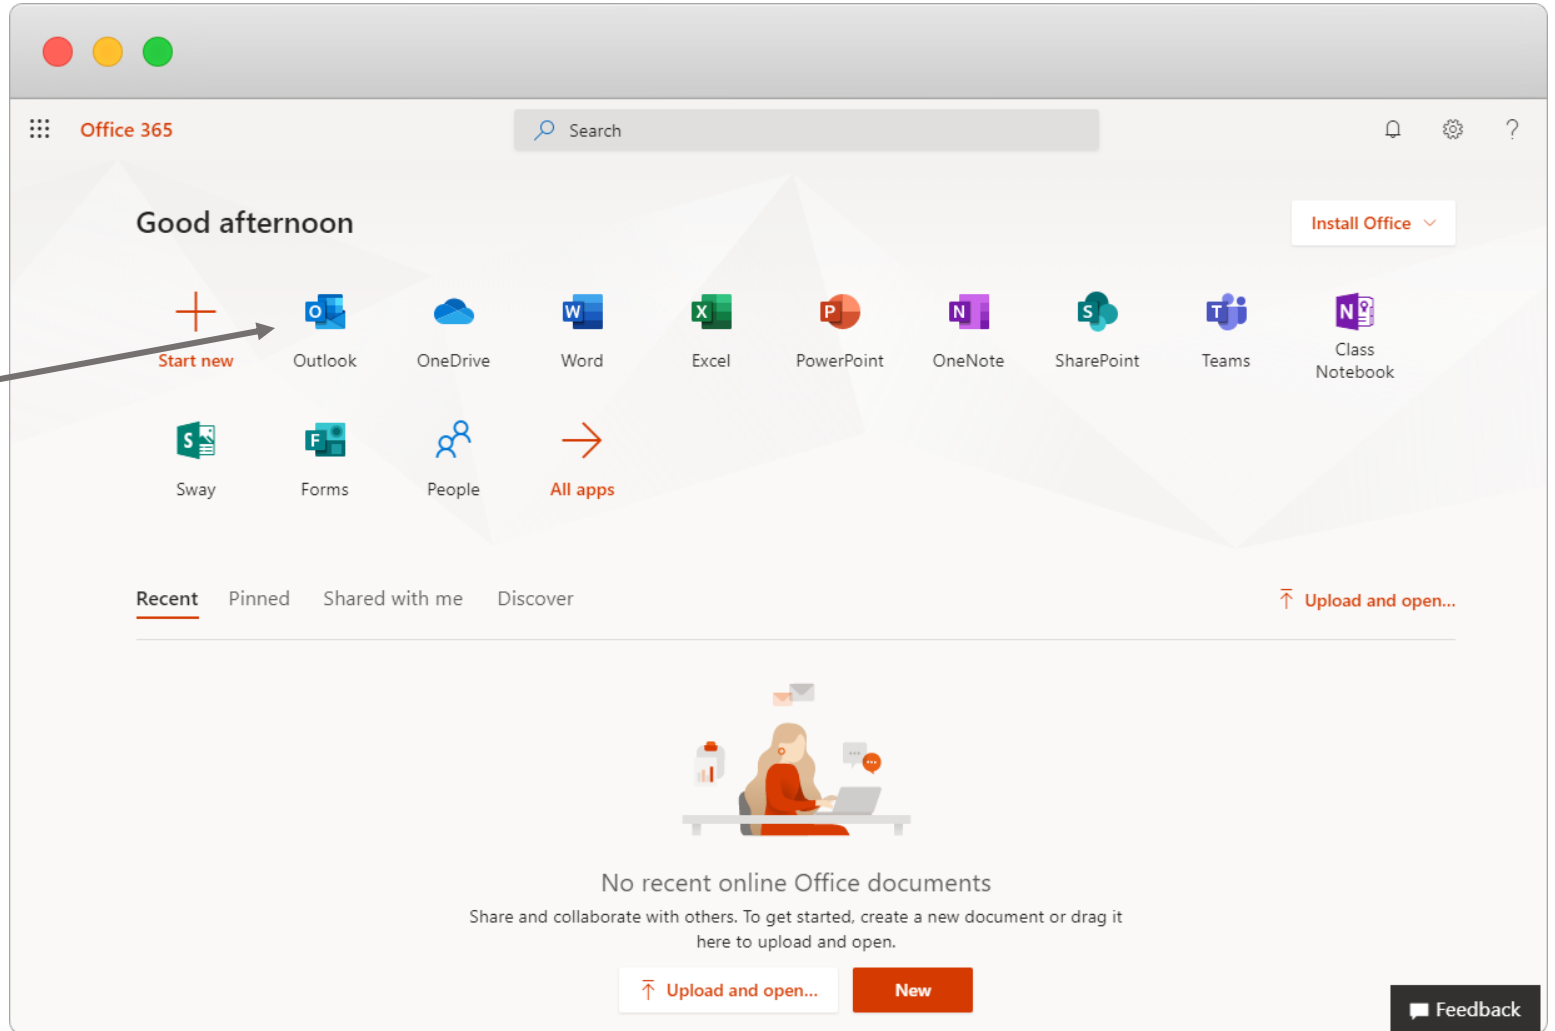 Office 365
Search
Good afternoon
Install Office
Start new
Outlook
OneDrive
Word
Excel
PowerPoint
OneNote
SharePoint
Teams
Class
Notebook
Sway
Forms
People
All apps
Recent
Pinned
Shared with me
Discover
Upload and open...
No recent online Office documents
Share and collaborate with others. To get started, create a new document or drag it
here to upload and open.
Upload and open...
New
Feedback